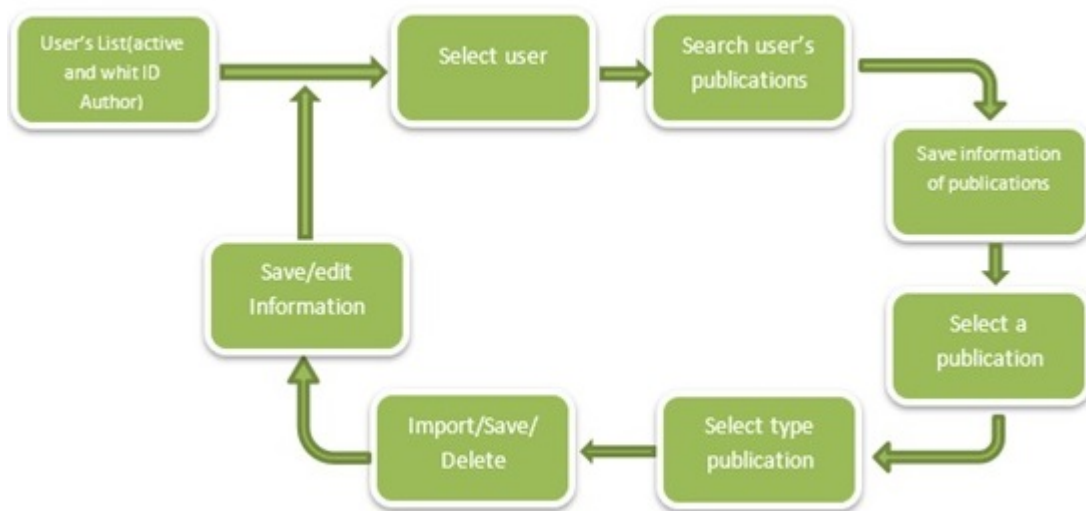 User's List(active
and whit ID
Author)
Select user
Search user's
publications
Save information
of publications
Select a
publication
Select type
publication
Import/Save/
Delete
Save/edit
Information